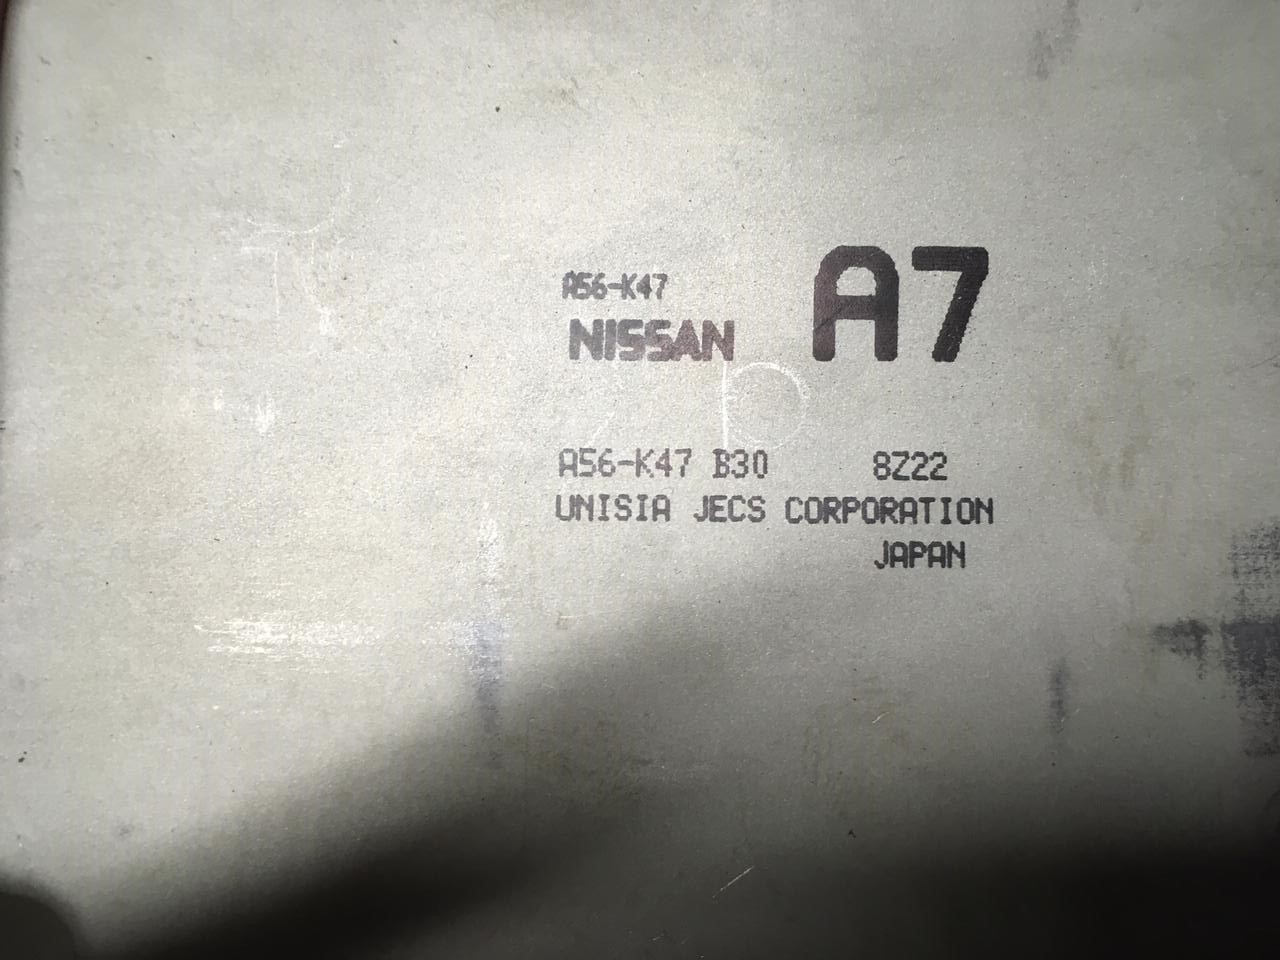 A56-K47
NISSAN A7
A56-K47 B30 8Z22
UNISIA JECS CORPORATION
JAPAN